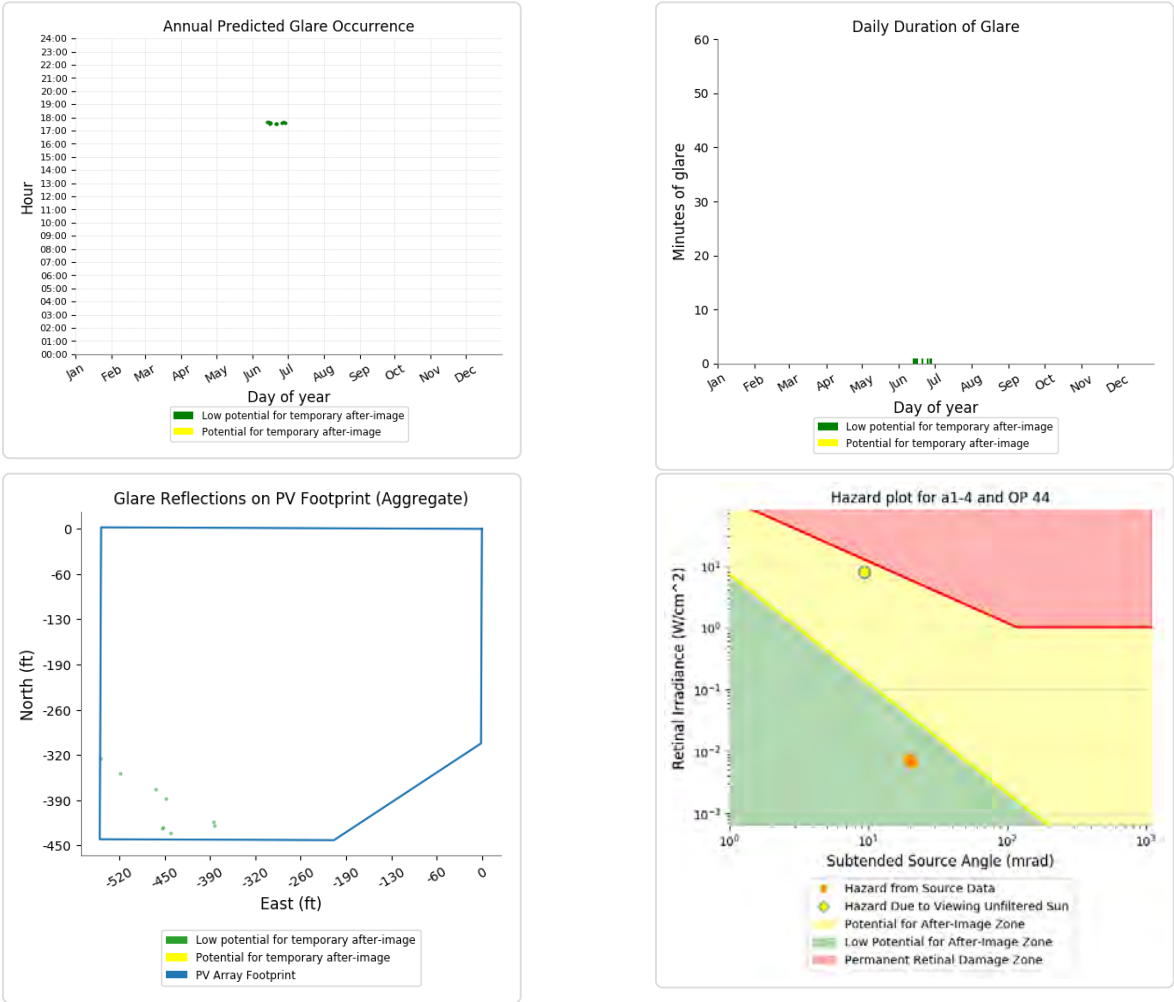 Annual Predicted Glare Occurrence
24:00
23:00
22:00
21:00
20:00
19:00
18:00
17:00
16:00
15:00
14:00
13:00
12:00
11:00
10:00
09:00
08:00
07:00
06:00
05:00
04:00
03:00
02:00
01:00
00:00
Hour
Jan Feb Mar Apr May Jun Jul Aug Sep Oct Nov Dec
Day of year
Low potential for temporary after-image
Potential for temporary after-image
Daily Duration of Glare
60
50
40
30
20
10
0
Minutes of glare
Jan Feb Mar Apr May Jun Jul Aug Sep Oct Nov Dec
Day of year
Low potential for temporary after-image
Potential for temporary after-image
Glare Reflections on PV Footprint (Aggregate)
0
-60
-130
-190
-260
-320
-390
-450
North (ft)
-520 -450 -390 -320 -260 -190 -130 -60 0
East (ft)
Low potential for temporary after-image
Potential for temporary after-image
PV Array Footprint
Hazard plot for a1-4 and OP 44
10^1
10^0
10^-1
10^-2
10^-3
Retinal Irradiance (W/cm^2)
10^0 10^1 10^2 10^3
Subtended Source Angle (mrad)
Hazard from Source Data
Hazard Due to Viewing Unfiltered Sun
Potential for After-Image Zone
Low Potential for After-Image Zone
Permanent Retinal Damage Zone